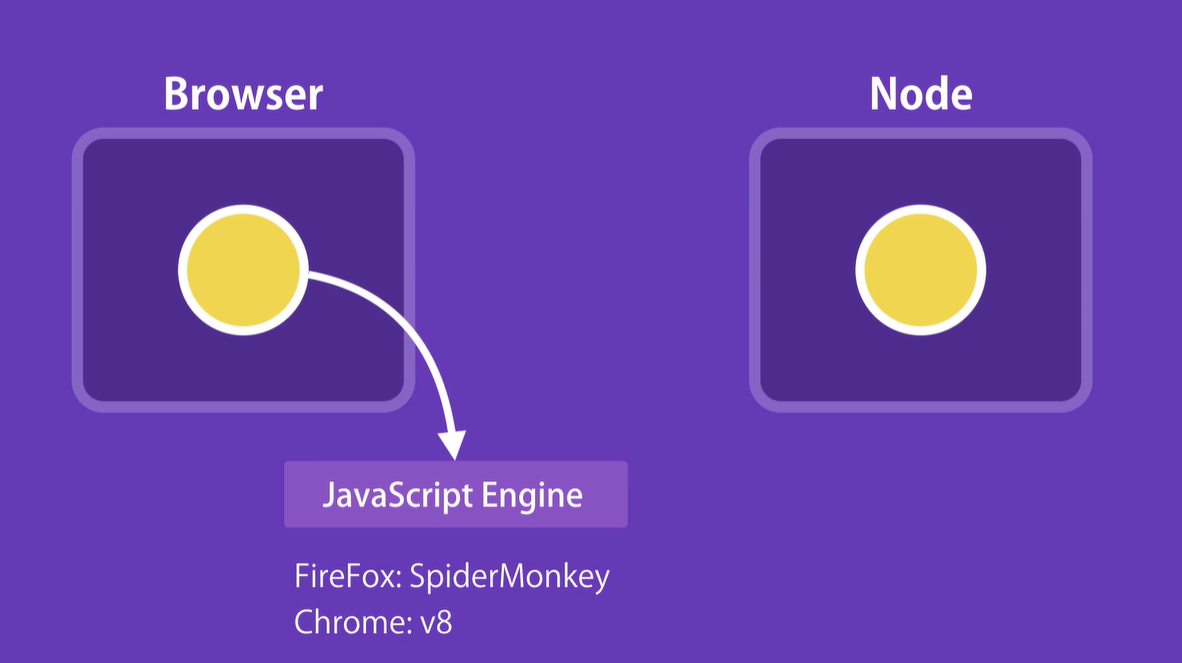 Browser
Node
JavaScript Engine
FireFox: SpiderMonkey
Chrome: v8